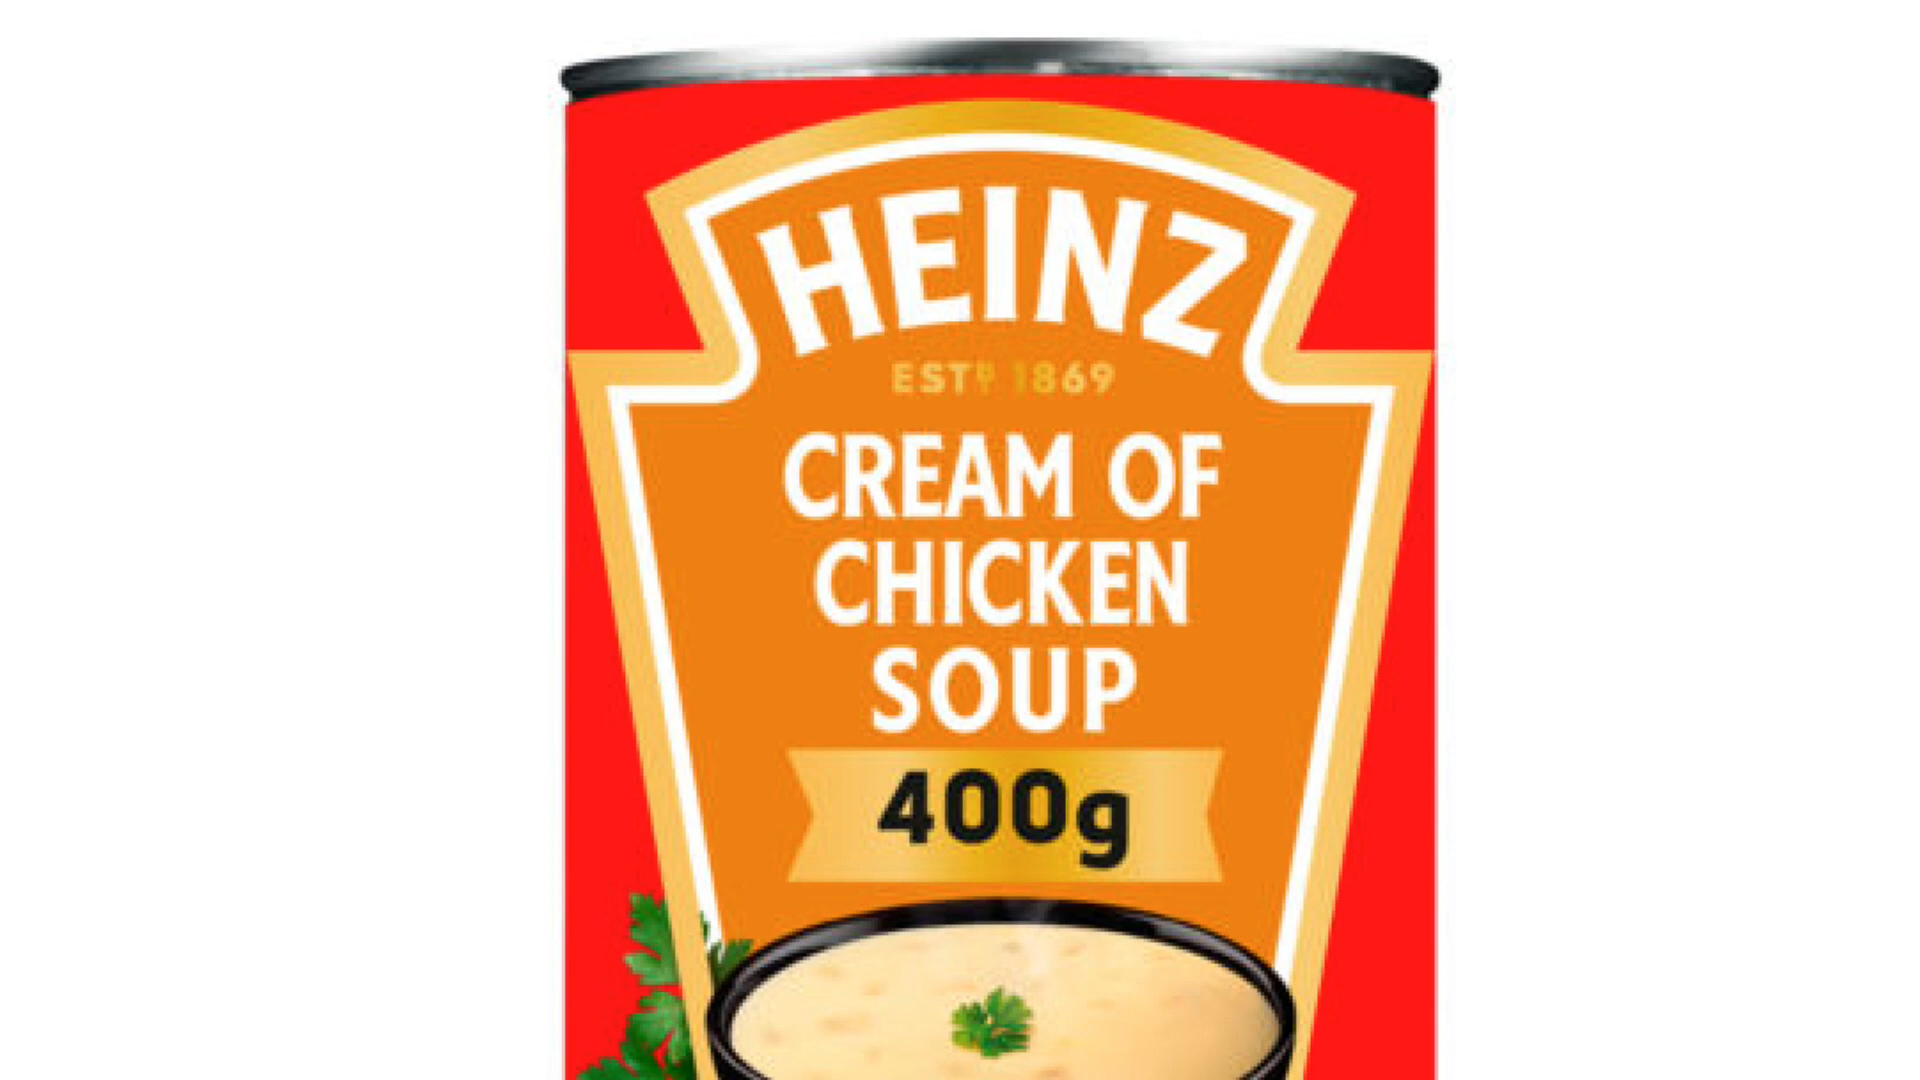 HEINZ
ESTD 1869
CREAM OF
CHICKEN
SOUP
400g